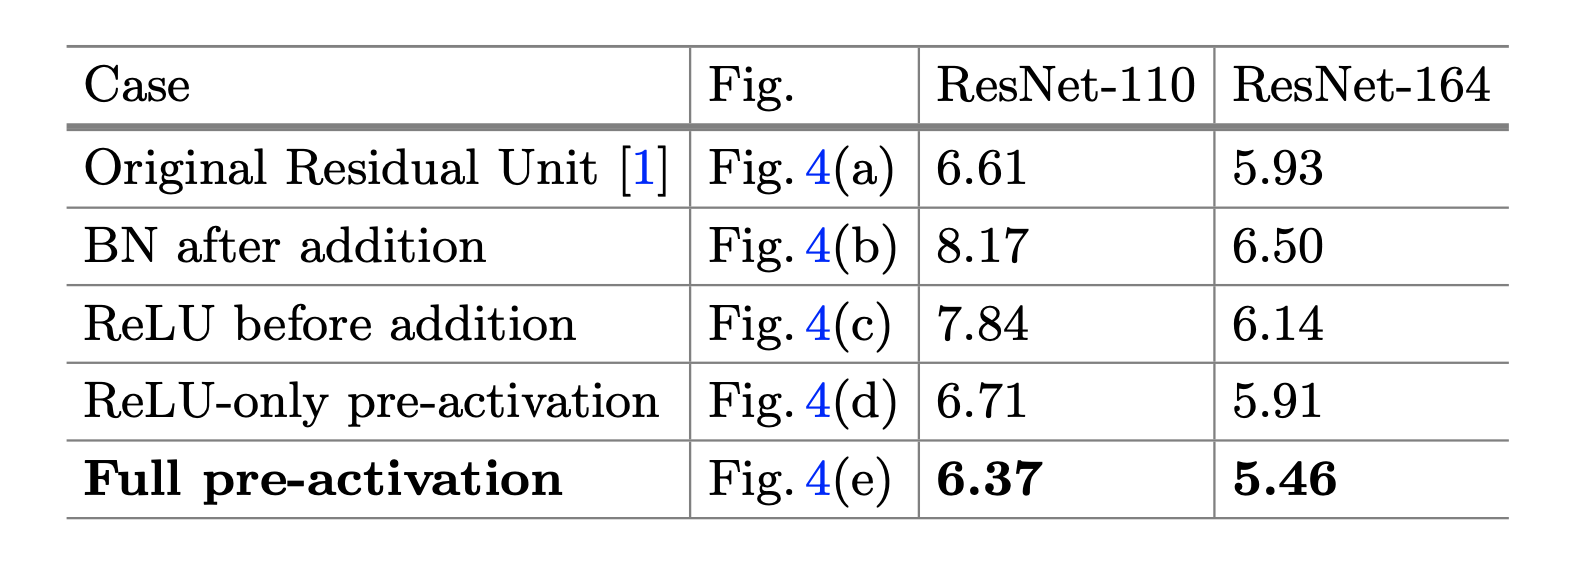 Case Fig. ResNet-110 ResNet-164
Original Residual Unit [1] Fig. 4(a) 6.61 5.93
BN after addition Fig. 4(b) 8.17 6.50
ReLU before addition Fig. 4(c) 7.84 6.14
ReLU-only pre-activation Fig. 4(d) 6.71 5.91
Full pre-activation Fig. 4(e) 6.37 5.46